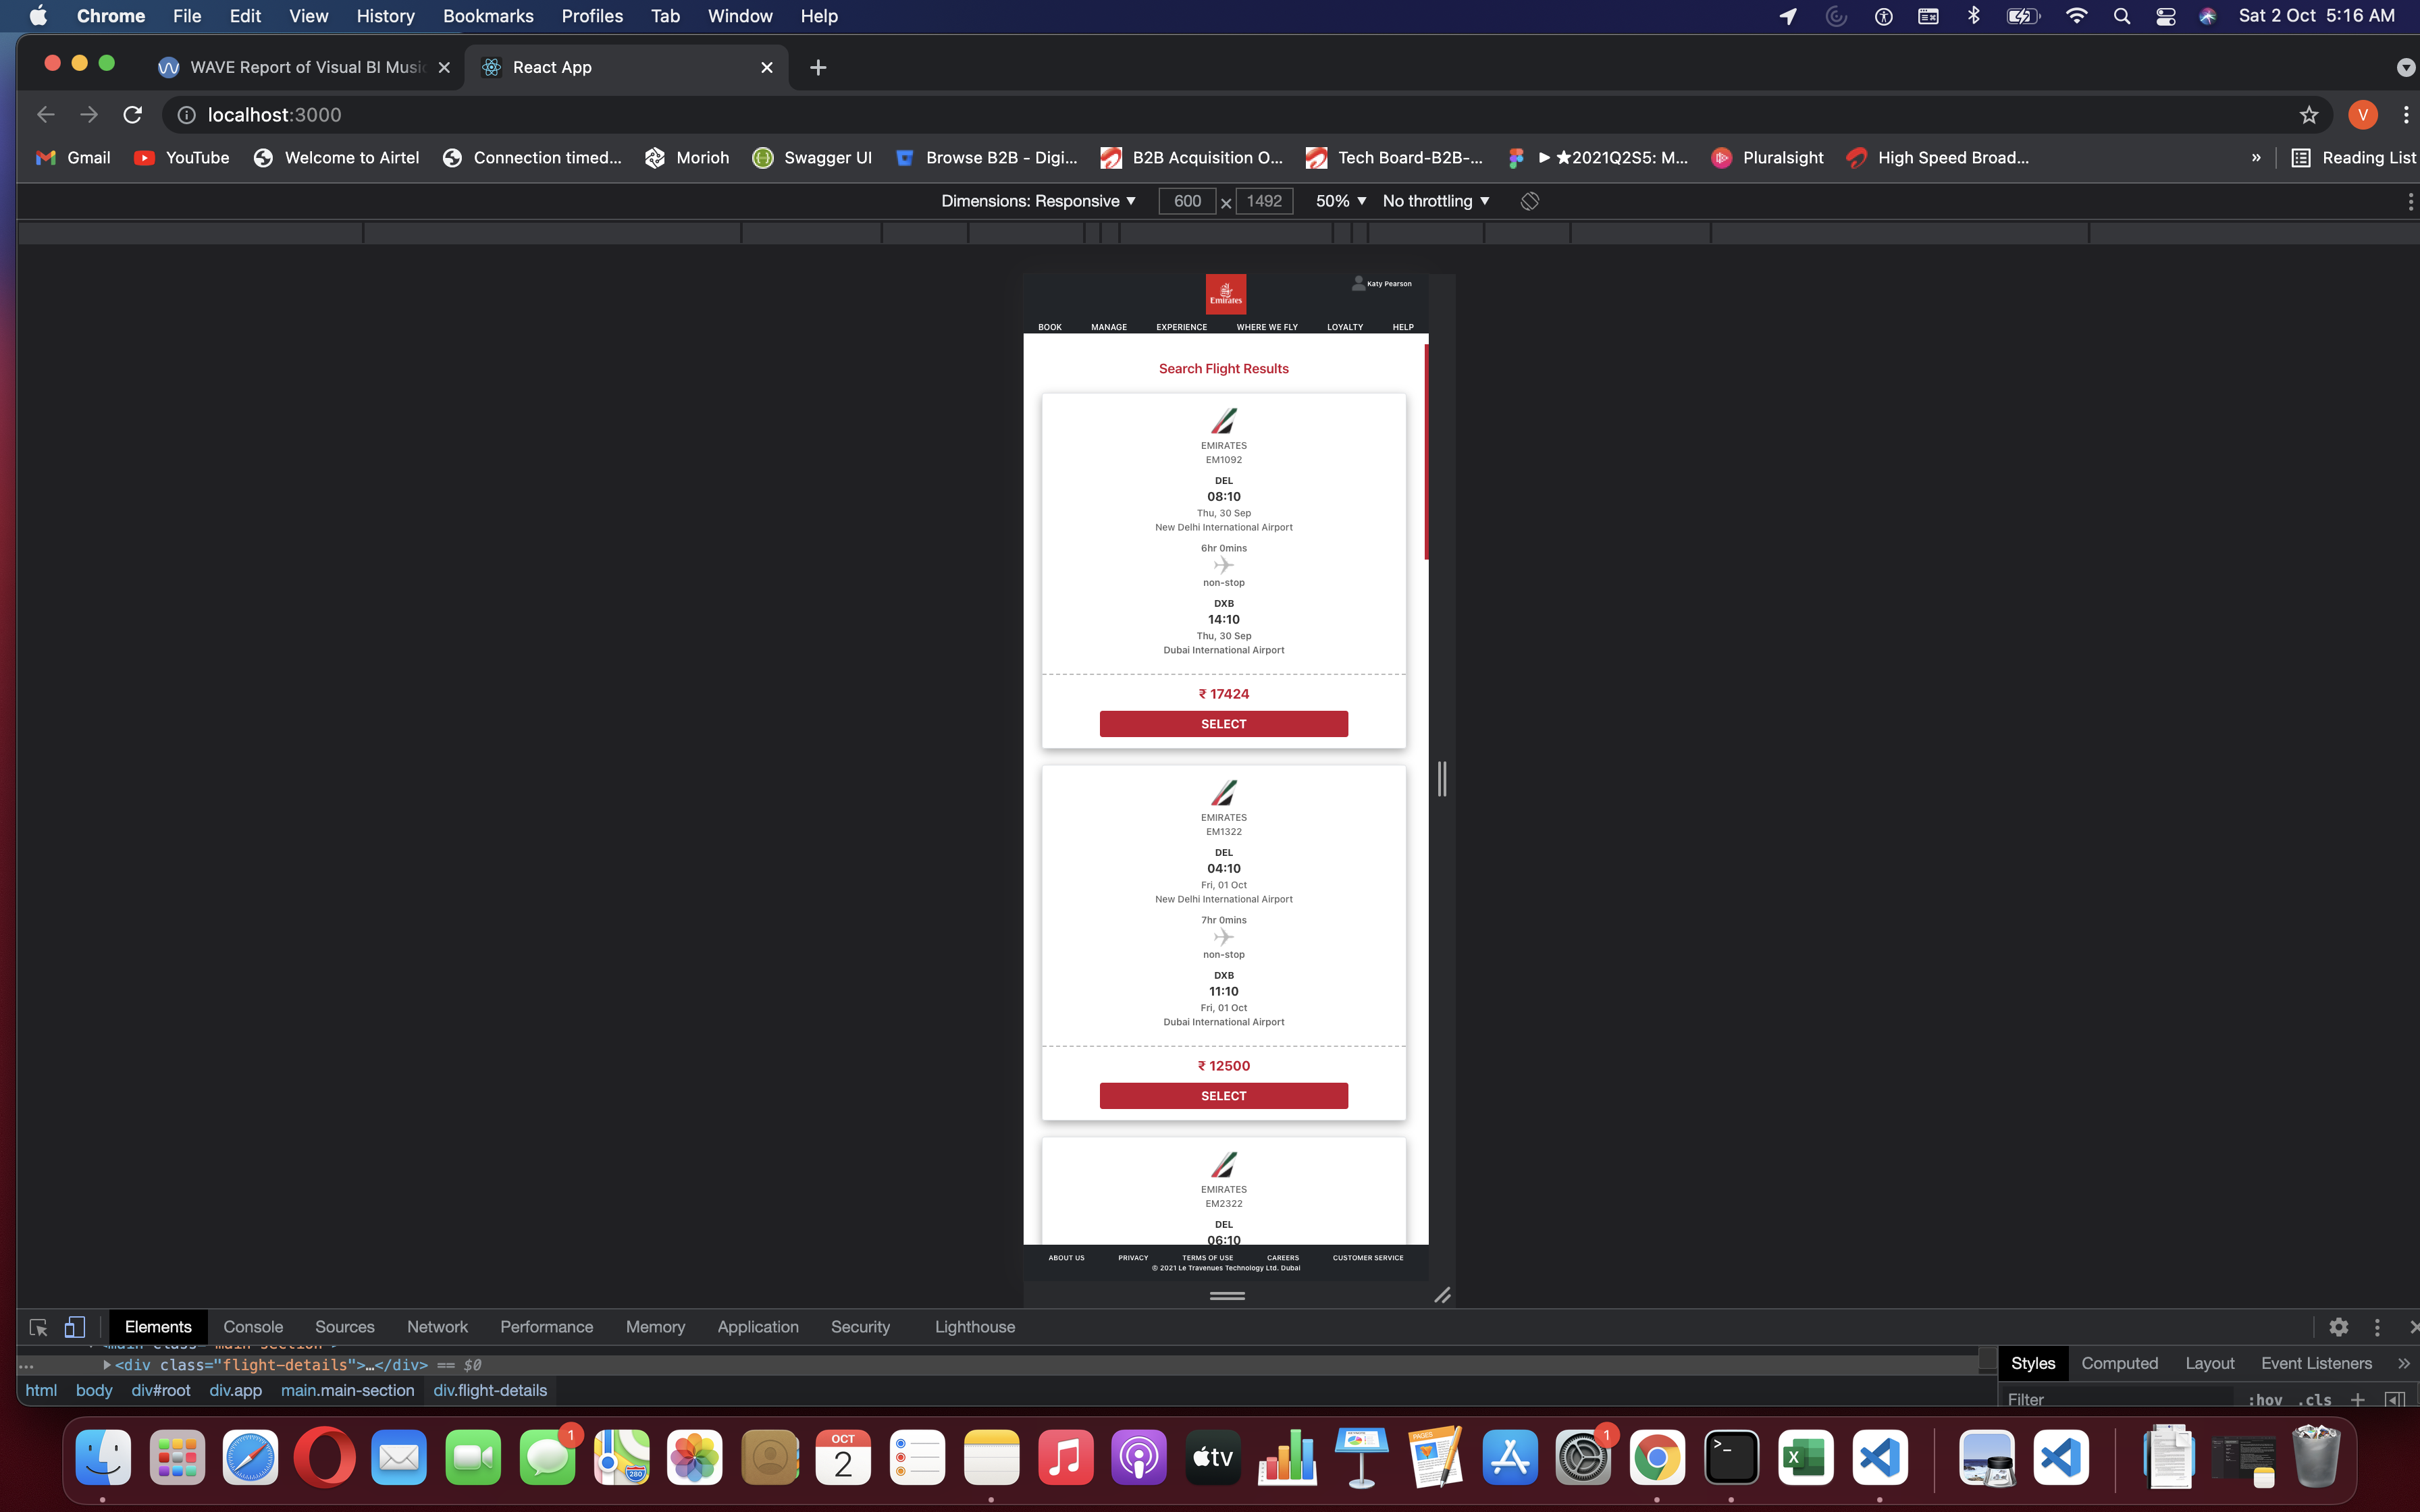 Chrome File Edit View History Bookmarks Profiles Tab Window Help Sat 2 Oct 5:16 AM
WAVE Report of Visual BI Music React App
localhost:3000 V
Gmail YouTube Welcome to Airtel Connection timed... Morioh Swagger UI Browse B2B - Digi... B2B Acquisition O... Tech Board-B2B-... ►★2021Q2S5: M... Pluralsight High Speed Broad... » Reading List
Dimensions: Responsive ▼ 600 × 1492 50% ▼ No throttling ▼
Emirates
Katy Pearson
BOOK MANAGE EXPERIENCE WHERE WE FLY LOYALTY HELP
Search Flight Results
EMIRATES
EM1092
DEL
08:10
Thu, 30 Sep
New Delhi International Airport
6hr 0mins
non-stop
DXB
14:10
Thu, 30 Sep
Dubai International Airport
₹ 17424
SELECT
EMIRATES
EM1322
DEL
04:10
Fri, 01 Oct
New Delhi International Airport
7hr 0mins
non-stop
DXB
11:10
Fri, 01 Oct
Dubai International Airport
₹ 12500
SELECT
EMIRATES
EM2322
DEL
06:10
ABOUT US PRIVACY TERMS OF USE CAREERS CUSTOMER SERVICE
© 2021 Le Travenues Technology Ltd. Dubai
Elements Console Sources Network Performance Memory Application Security Lighthouse
<main class="main-section">
... ▶<div class="flight-details">…</div> == $0
Styles Computed Layout Event Listeners »
html body div#root div.app main.main-section div.flight-details
Filter :hov .cls +
1 280 OCT 2 tv PAGES 1 >_ X